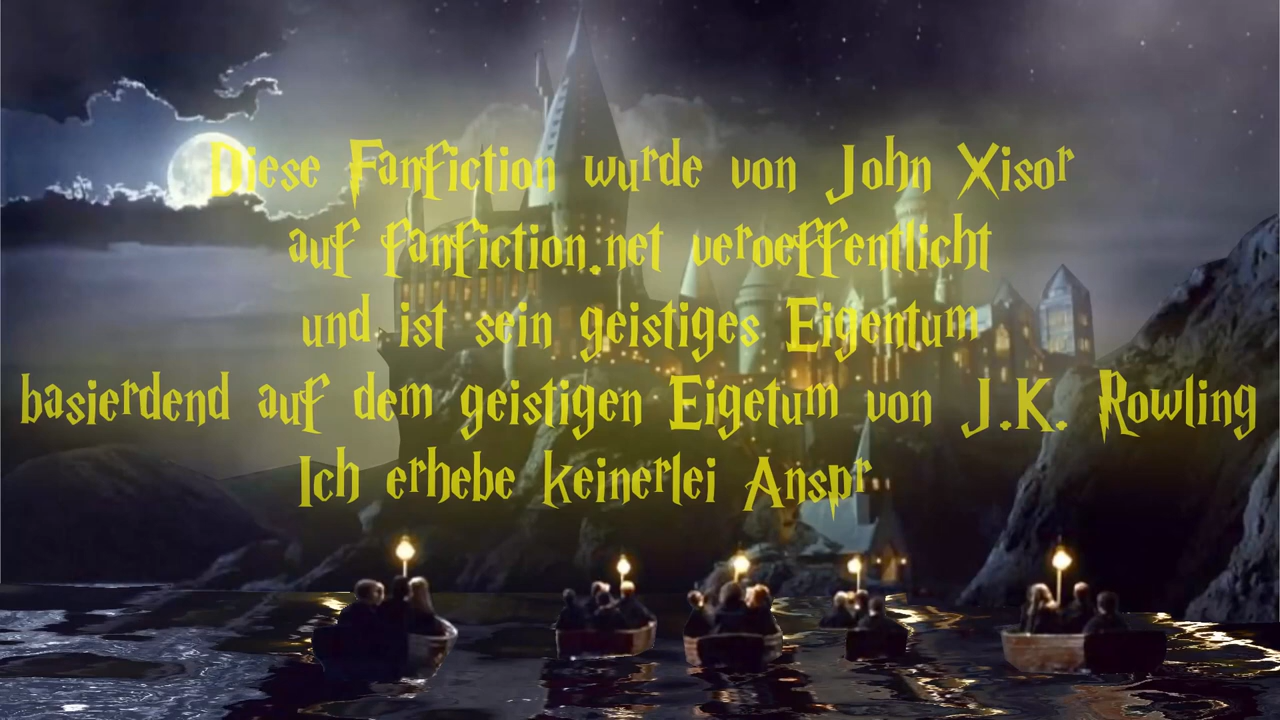 Diese Fanfiction wurde von John Xisor
auf fanfiction.net veroeffentlicht
und ist sein geistiges Eigentum
basierdend auf dem geistigen Eigetum von J.K. Rowling
Ich erhebe keinerlei Anspr